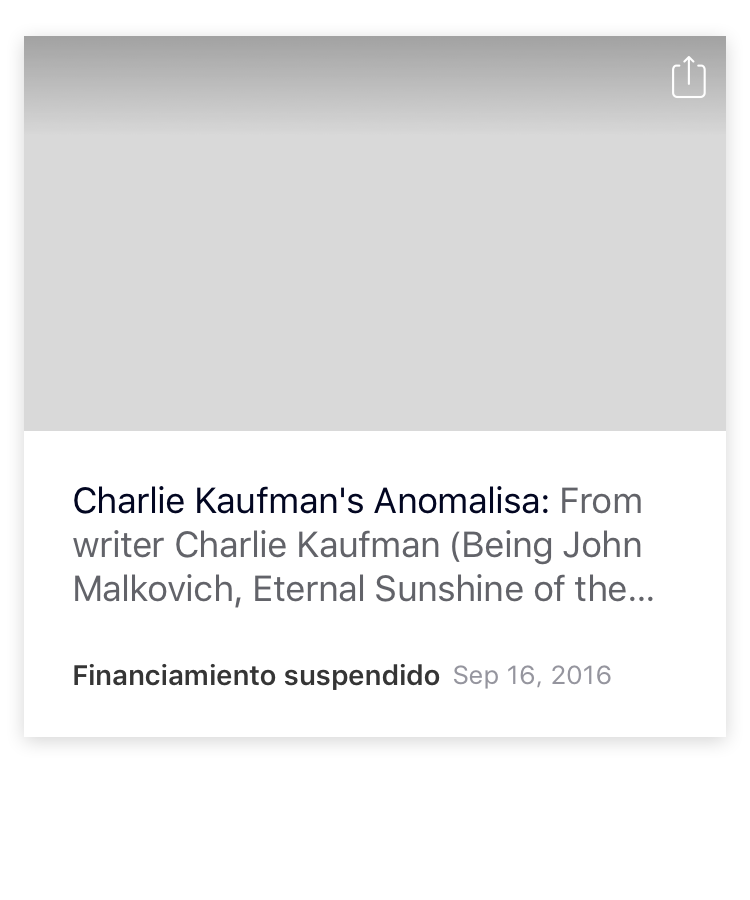 Charlie Kaufman's Anomalisa: From
writer Charlie Kaufman (Being John
Malkovich, Eternal Sunshine of the...
Financiamiento suspendido Sep 16, 2016